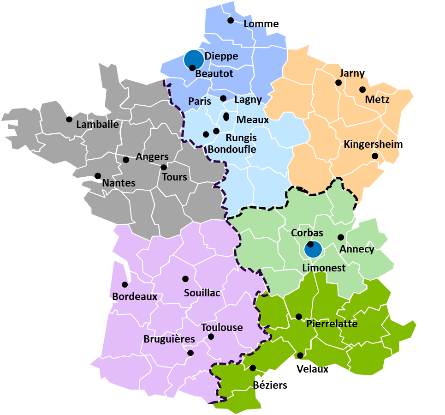 Lomme
Dieppe
Beautot
Jarny
Paris
Lagny
Metz
Meaux
Lamballe
Rungis
Bondoufle
Kingersheim
Angers
Tours
Nantes
Corbas
Annecy
Limonest
Souillac
Bordeaux
Pierrelatte
Toulouse
Bruguières
Velaux
Béziers